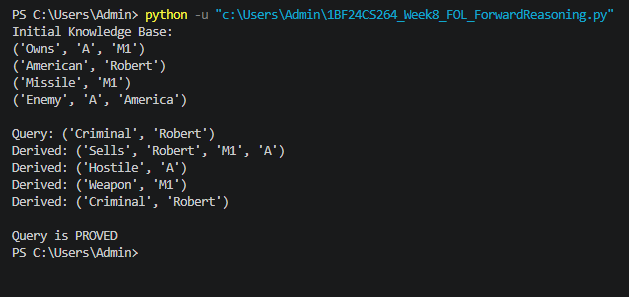 PS C:\Users\Admin> python -u "c:\Users\Admin\1BF24CS264_Week8_FOL_ForwardReasoning.py"
Initial Knowledge Base:
('Owns', 'A', 'M1')
('American', 'Robert')
('Missile', 'M1')
('Enemy', 'A', 'America')
Query: ('Criminal', 'Robert')
Derived: ('Sells', 'Robert', 'M1', 'A')
Derived: ('Hostile', 'A')
Derived: ('Weapon', 'M1')
Derived: ('Criminal', 'Robert')
Query is PROVED
PS C:\Users\Admin>